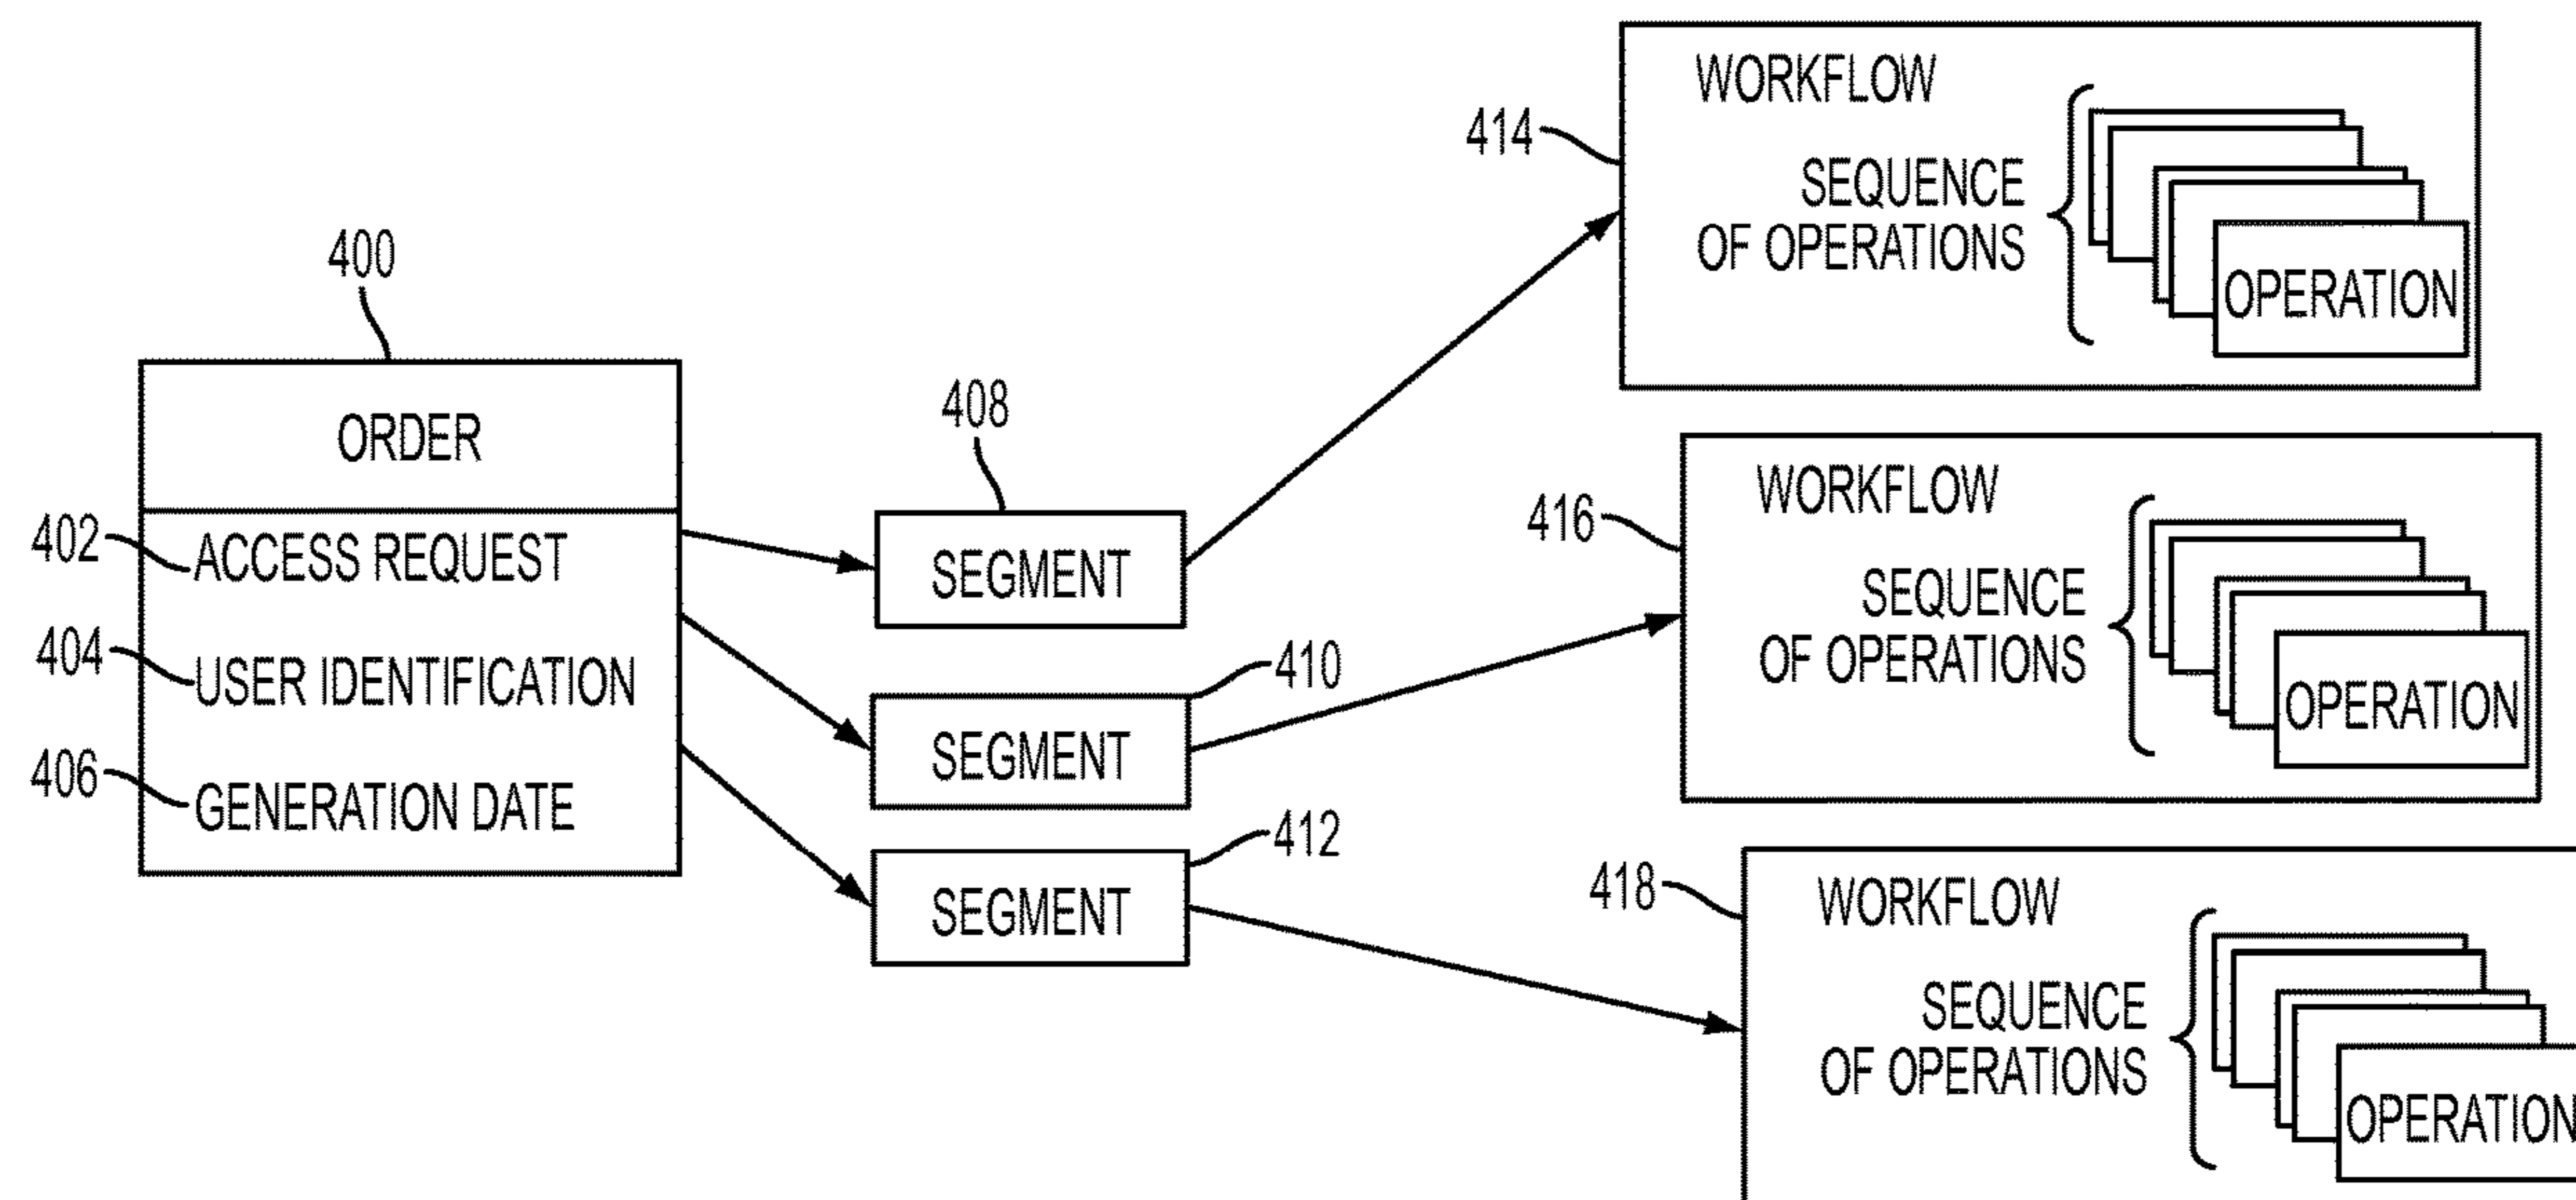 400
ORDER
402
ACCESS REQUEST
404
USER IDENTIFICATION
406
GENERATION DATE
408
SEGMENT
410
SEGMENT
412
SEGMENT
414
WORKFLOW
SEQUENCE
OF OPERATIONS
OPERATION
416
WORKFLOW
SEQUENCE
OF OPERATIONS
OPERATION
418
WORKFLOW
SEQUENCE
OF OPERATIONS
OPERATION